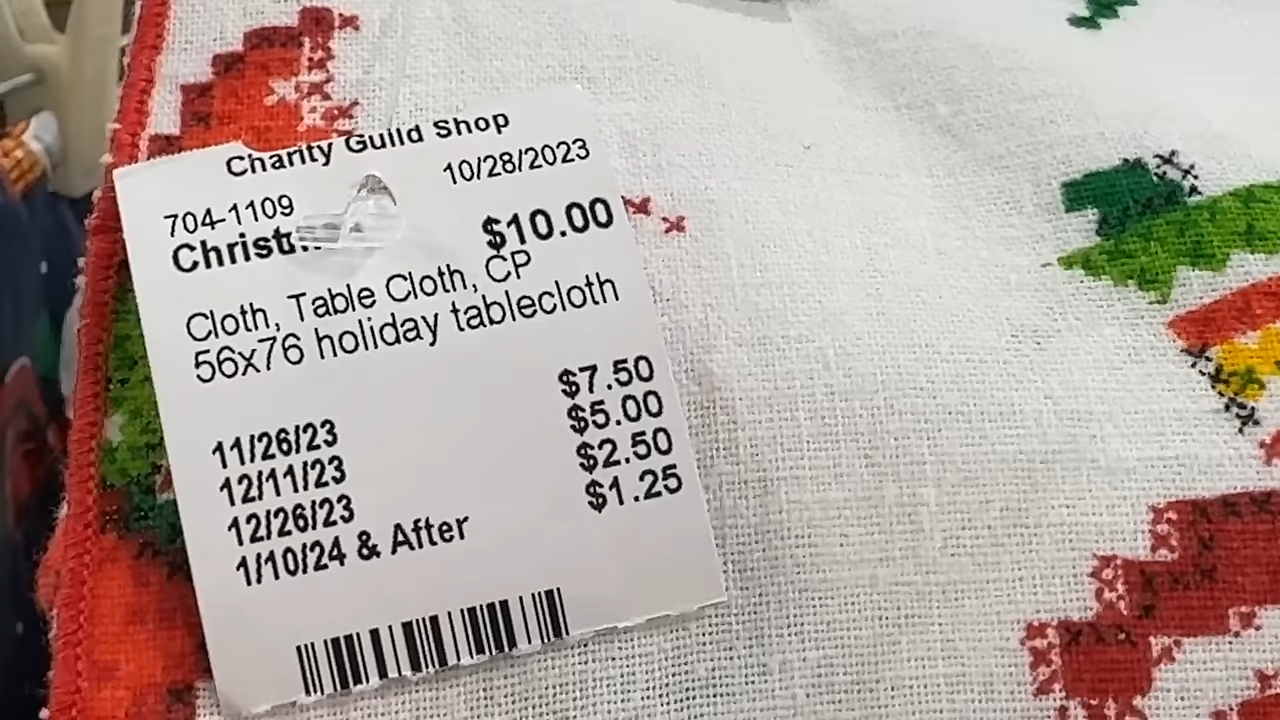 Charity Guild Shop
704-1109 10/28/2023
$10.00
Cloth, Table Cloth, CP
56x76 holiday tablecloth
11/26/23 $7.50
12/11/23 $5.00
12/26/23 $2.50
1/10/24 & After $1.25